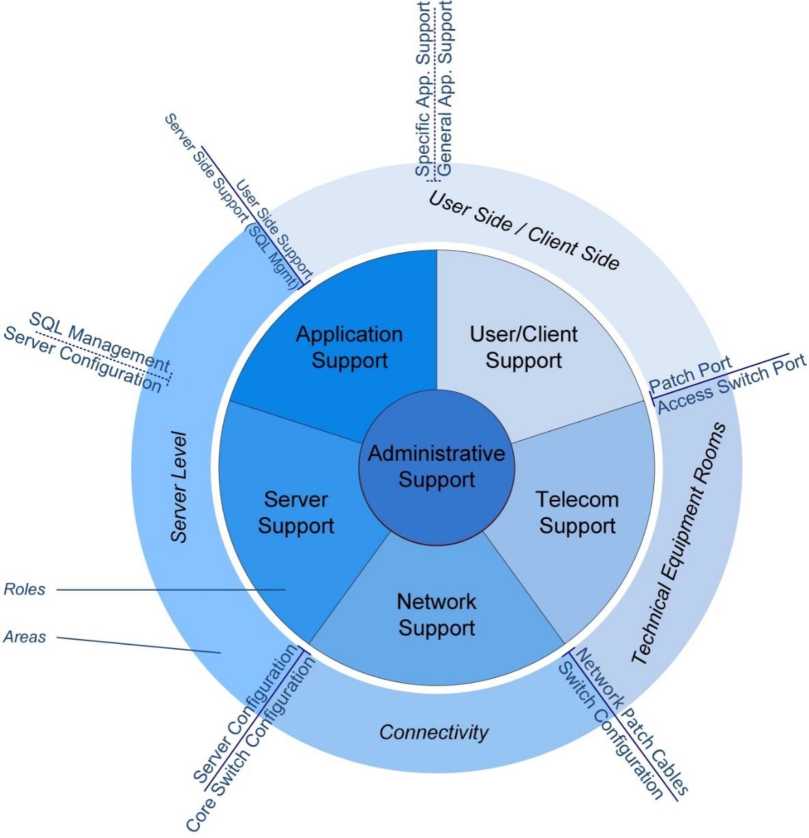 Specific App. Support
General App. Support
User Side Support
Server Side Support (SQL Mgmt)
User Side / Client Side
SQL Management
Server Configuration
Application
Support
User/Client
Support
Patch Port
Access Switch Port
Administrative
Support
Server Level
Server
Support
Telecom
Support
Technical Equipment Rooms
Roles
Network
Support
Areas
Server Configuration
Core Switch Configuration
Connectivity
Network Patch Cables
Switch Configuration